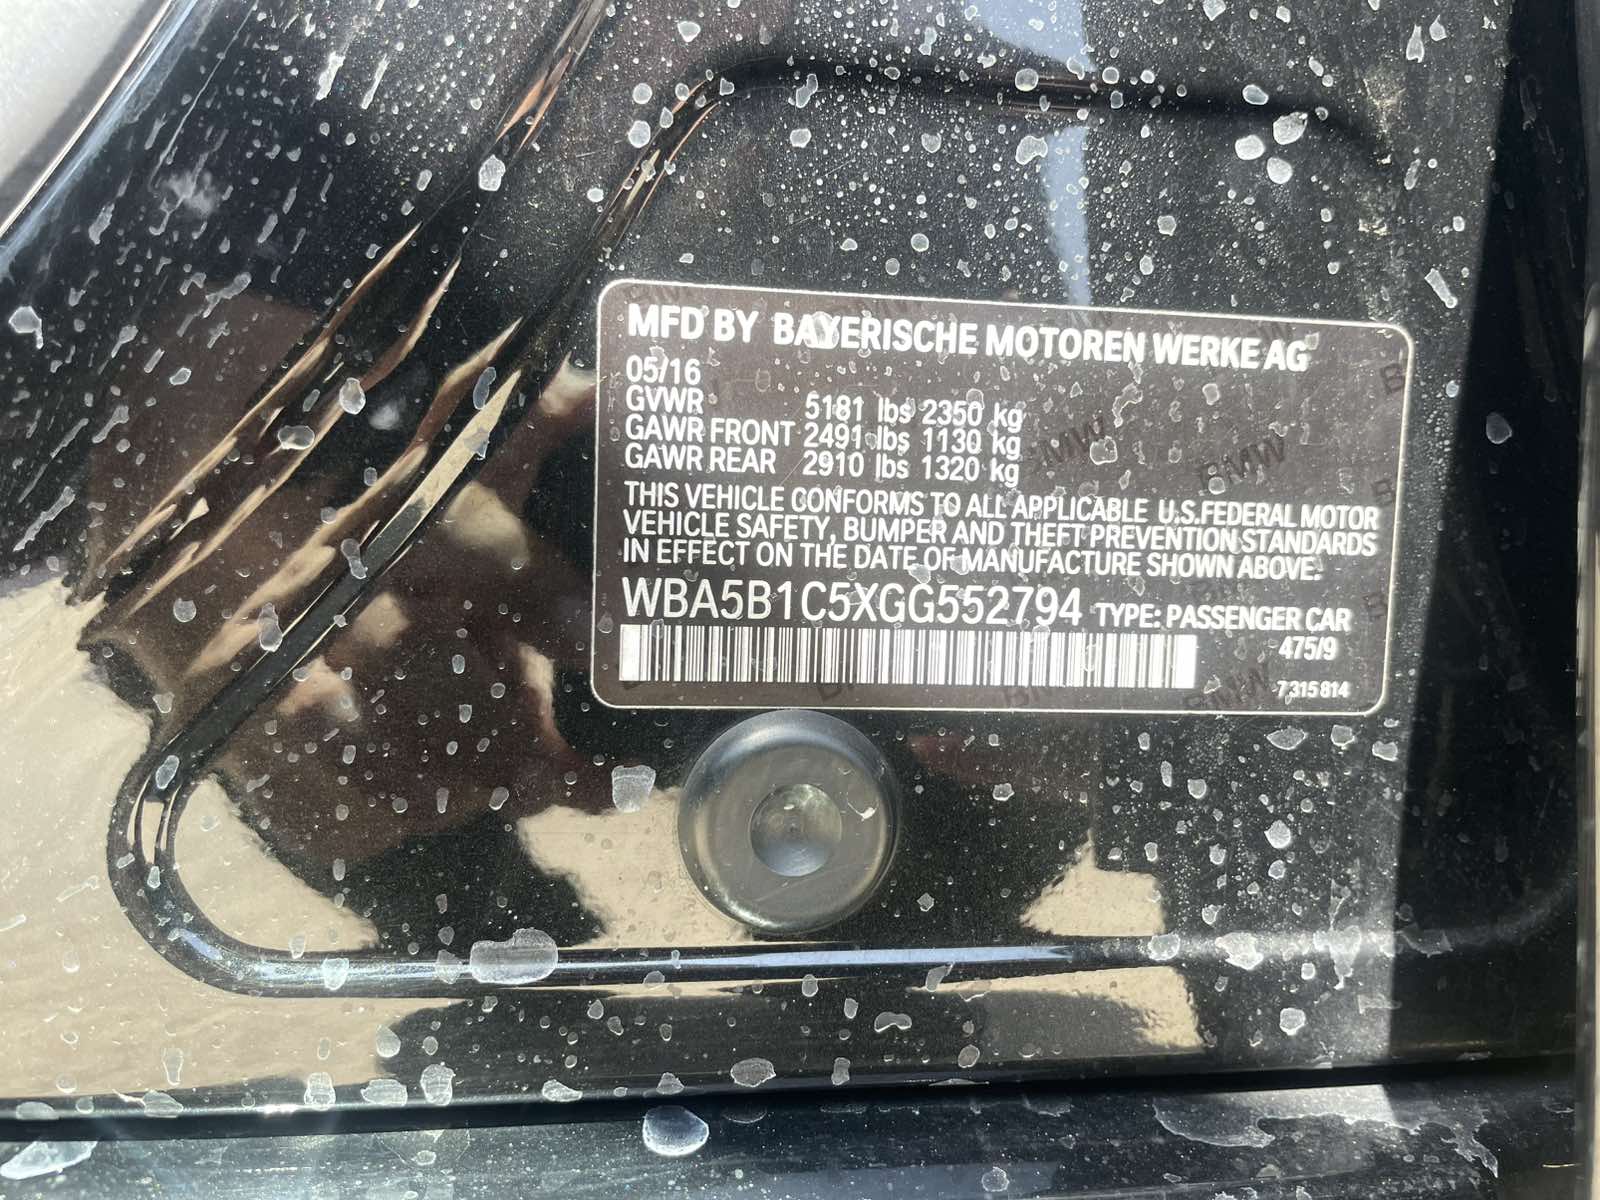 MFD BY BAYERISCHE MOTOREN WERKE AG
05/16
GVWR 5181 lbs 2350 kg
GAWR FRONT 2491 lbs 1130 kg
GAWR REAR 2910 lbs 1320 kg
THIS VEHICLE CONFORMS TO ALL APPLICABLE U.S.FEDERAL MOTOR
VEHICLE SAFETY, BUMPER AND THEFT PREVENTION STANDARDS
IN EFFECT ON THE DATE OF MANUFACTURE SHOWN ABOVE.
WBA5B1C5XGG552794 TYPE: PASSENGER CAR
475/9
7 315 814
BMW
BMW
BMW